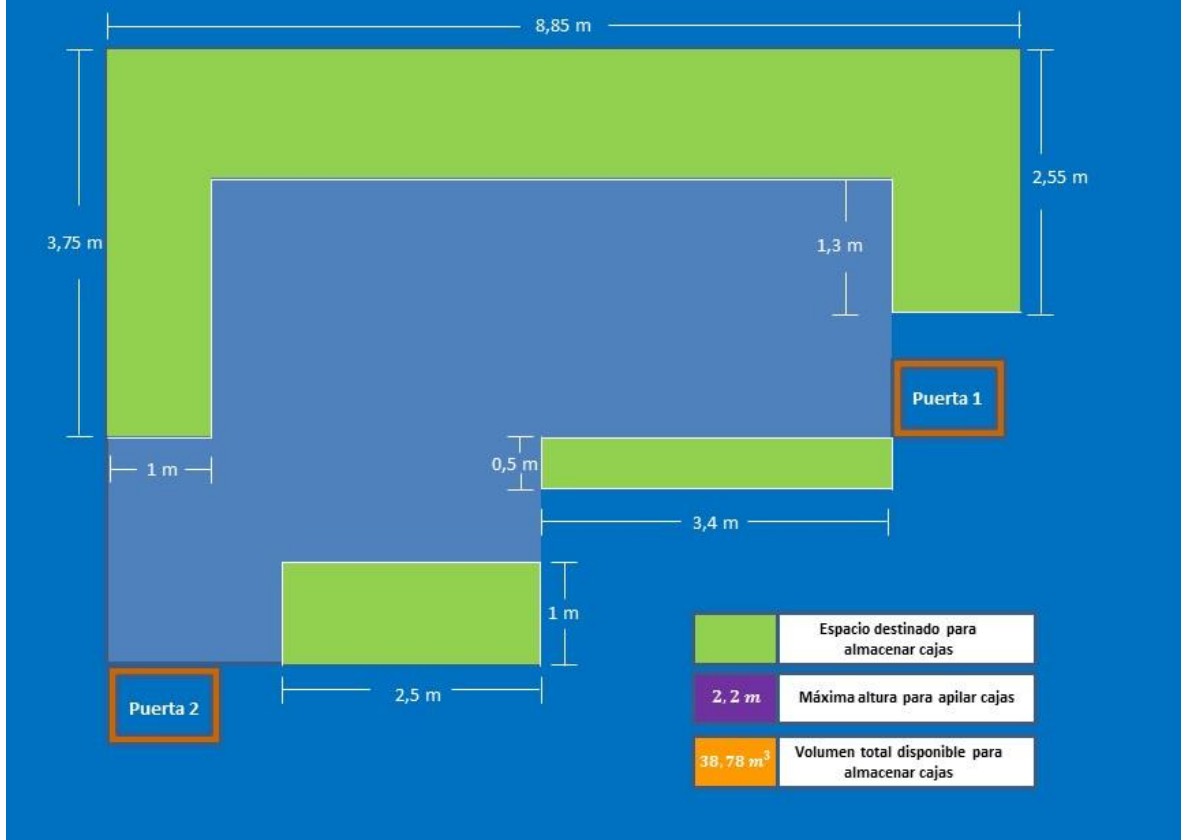 8,85 m
3,75 m
2,55 m
1,3 m
Puerta 1
1 m
0,5 m
3,4 m
1 m
2,5 m
Puerta 2
Espacio destinado para
almacenar cajas
2,2 m
Máxima altura para apilar cajas
38,78 m³
Volumen total disponible para
almacenar cajas